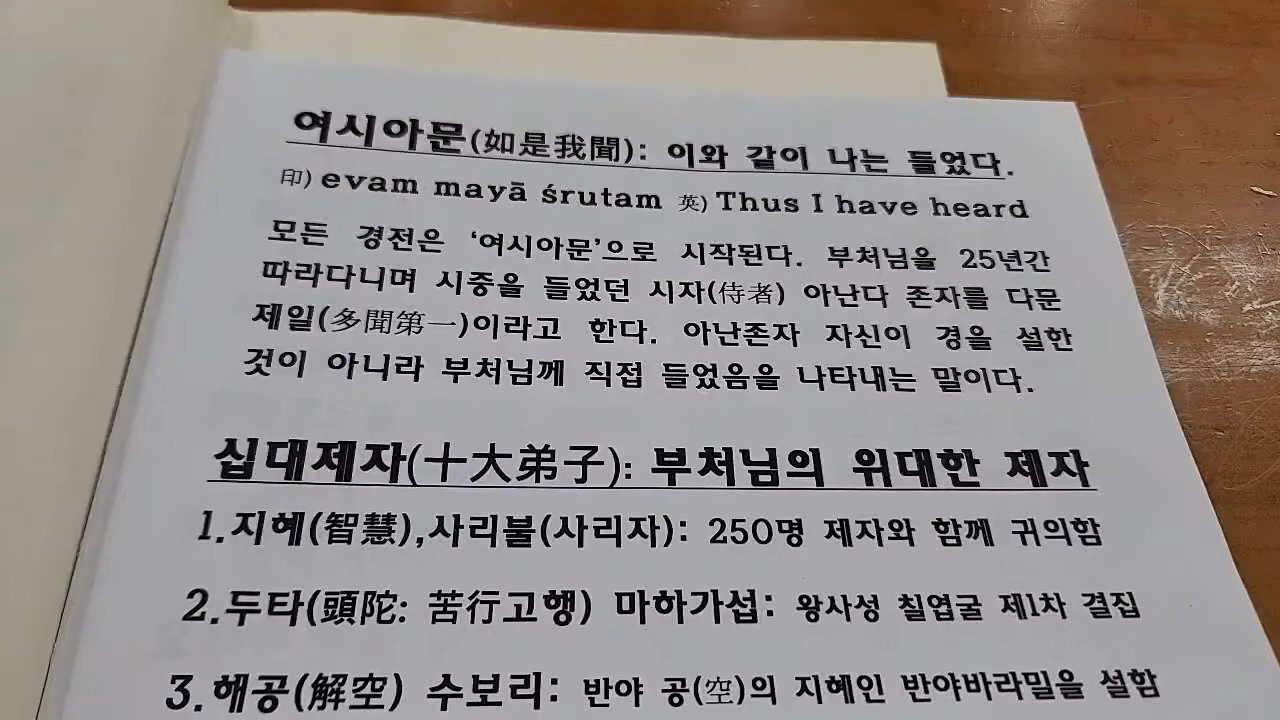 여시아문(如是我聞): 이와 같이 나는 들었다.
印) evam mayā śrutam 英) Thus I have heard
모든 경전은 ‘여시아문’으로 시작된다. 부처님을 25년간
따라다니며 시중을 들었던 시자(侍者) 아난다 존자를 다문
제일(多聞第一)이라고 한다. 아난존자 자신이 경을 설한
것이 아니라 부처님께 직접 들었음을 나타내는 말이다.
십대제자(十大弟子): 부처님의 위대한 제자
1.지혜(智慧),사리불(사리자): 250명 제자와 함께 귀의함
2.두타(頭陀: 苦行고행) 마하가섭: 왕사성 칠엽굴 제1차 결집
3.해공(解空) 수보리: 반야 공(空)의 지혜인 반야바라밀을 설함